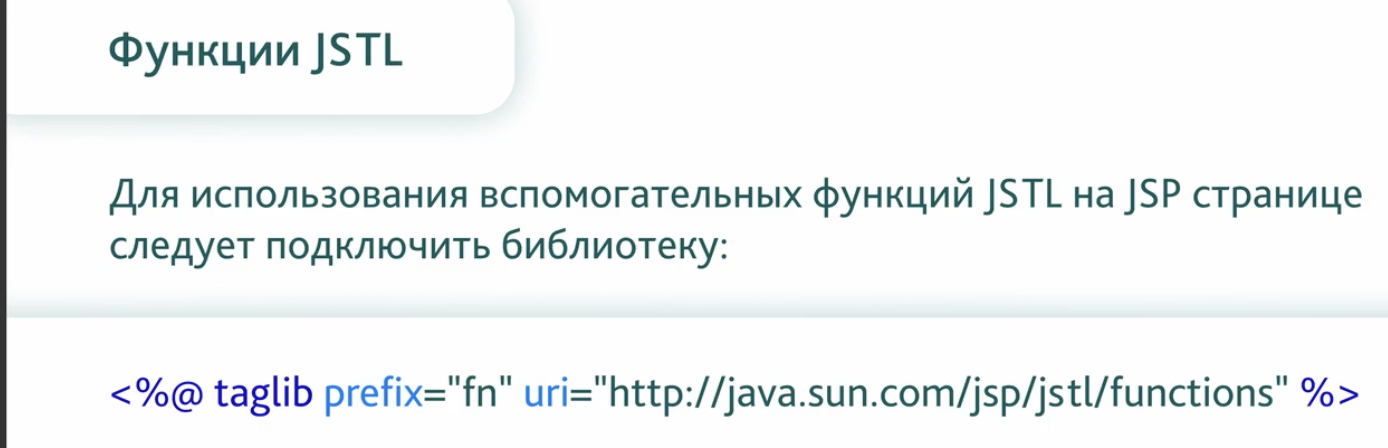 Функции JSTL
Для использования вспомогательных функций JSTL на JSP странице
следует подключить библиотеку:
<%@ taglib prefix="fn" uri="http://java.sun.com/jsp/jstl/functions" %>